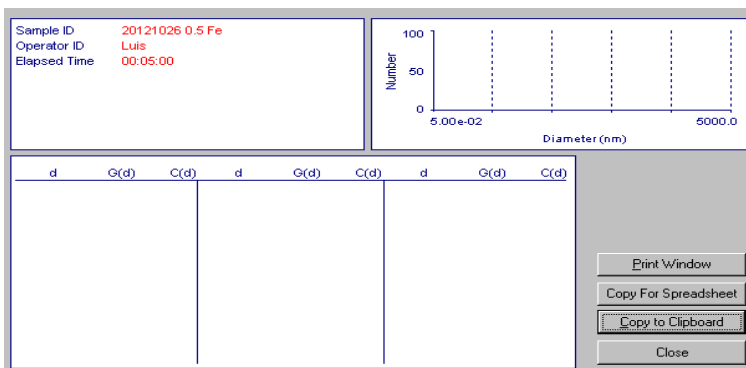 Sample ID 20121026 0.5 Fe
Operator ID Luis
Elapsed Time 00:05:00
100
50
0
Number
5.00e-02 5000.0
Diameter (nm)
d G(d) C(d) d G(d) C(d) d G(d) C(d)
Print Window
Copy For Spreadsheet
Copy to Clipboard
Close